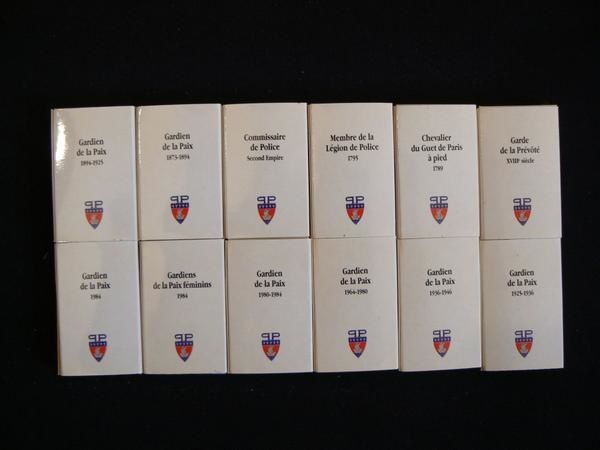 Gardien
de la Paix
1894-1925
Gardien
de la Paix
1873-1894
Commissaire
de Police
Second Empire
Membre de la
Légion de Police
1795
Chevalier
du Guet de Paris
à pied
1789
Garde
de la Prévôté
XVIIIe siècle
Gardien
de la Paix
1984
Gardiens
de la Paix féminins
1984
Gardien
de la Paix
1980-1984
Gardien
de la Paix
1964-1980
Gardien
de la Paix
1936-1946
Gardien
de la Paix
1925-1936